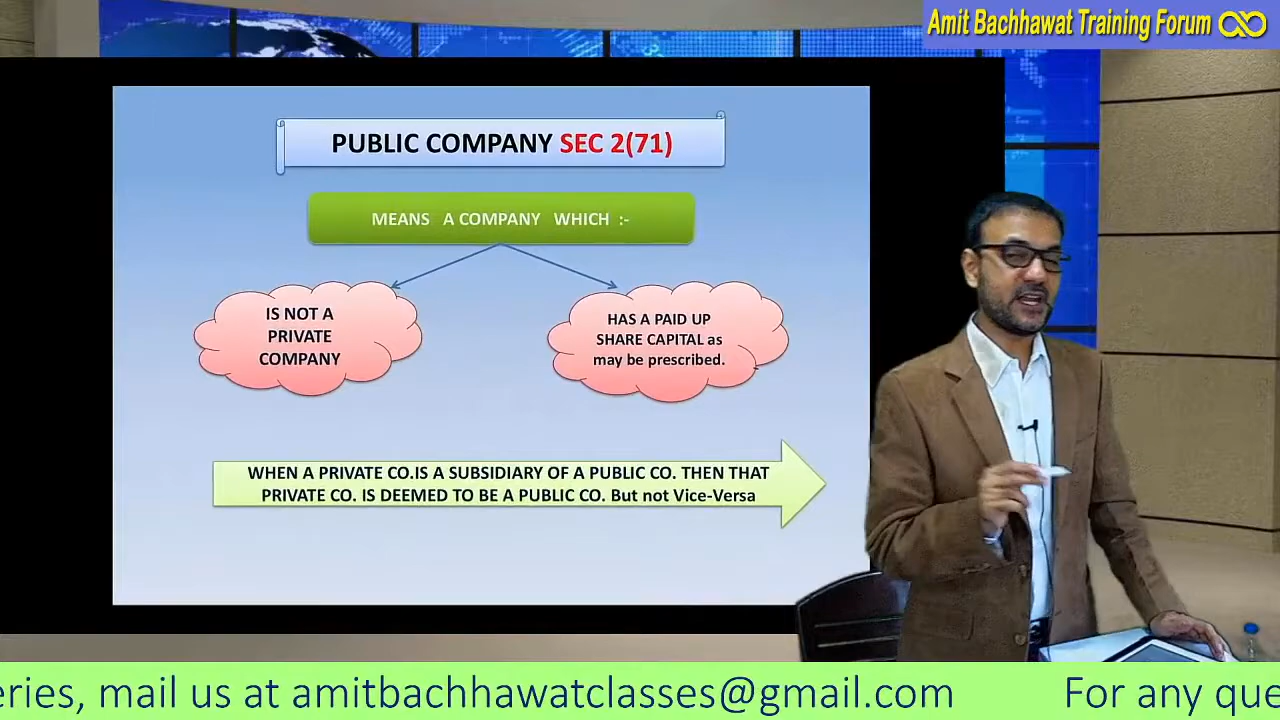 Amit Bachhawat Training Forum
PUBLIC COMPANY SEC 2(71)
MEANS A COMPANY WHICH :-
IS NOT A
PRIVATE
COMPANY
HAS A PAID UP
SHARE CAPITAL as
may be prescribed.
WHEN A PRIVATE CO.IS A SUBSIDIARY OF A PUBLIC CO. THEN THAT
PRIVATE CO. IS DEEMED TO BE A PUBLIC CO. But not Vice-Versa
eries, mail us at amitbachhawatclasses@gmail.com For any que